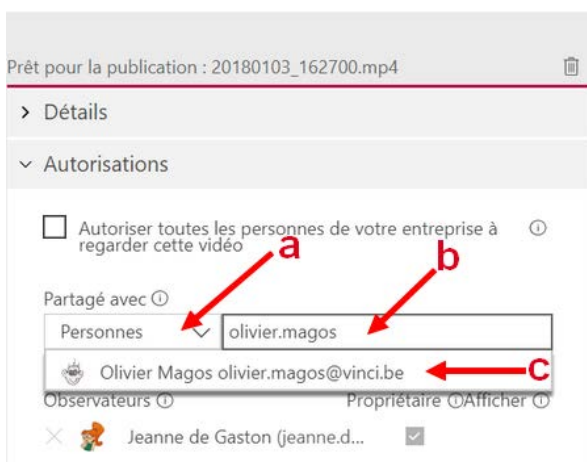 Prêt pour la publication : 20180103_162700.mp4
Détails
Autorisations
Autoriser toutes les personnes de votre entreprise à
regarder cette vidéo
a
b
Partagé avec
Personnes olivier.magos
Olivier Magos olivier.magos@vinci.be
c
Observateurs Propriétaire Afficher
Jeanne de Gaston (jeanne.d...